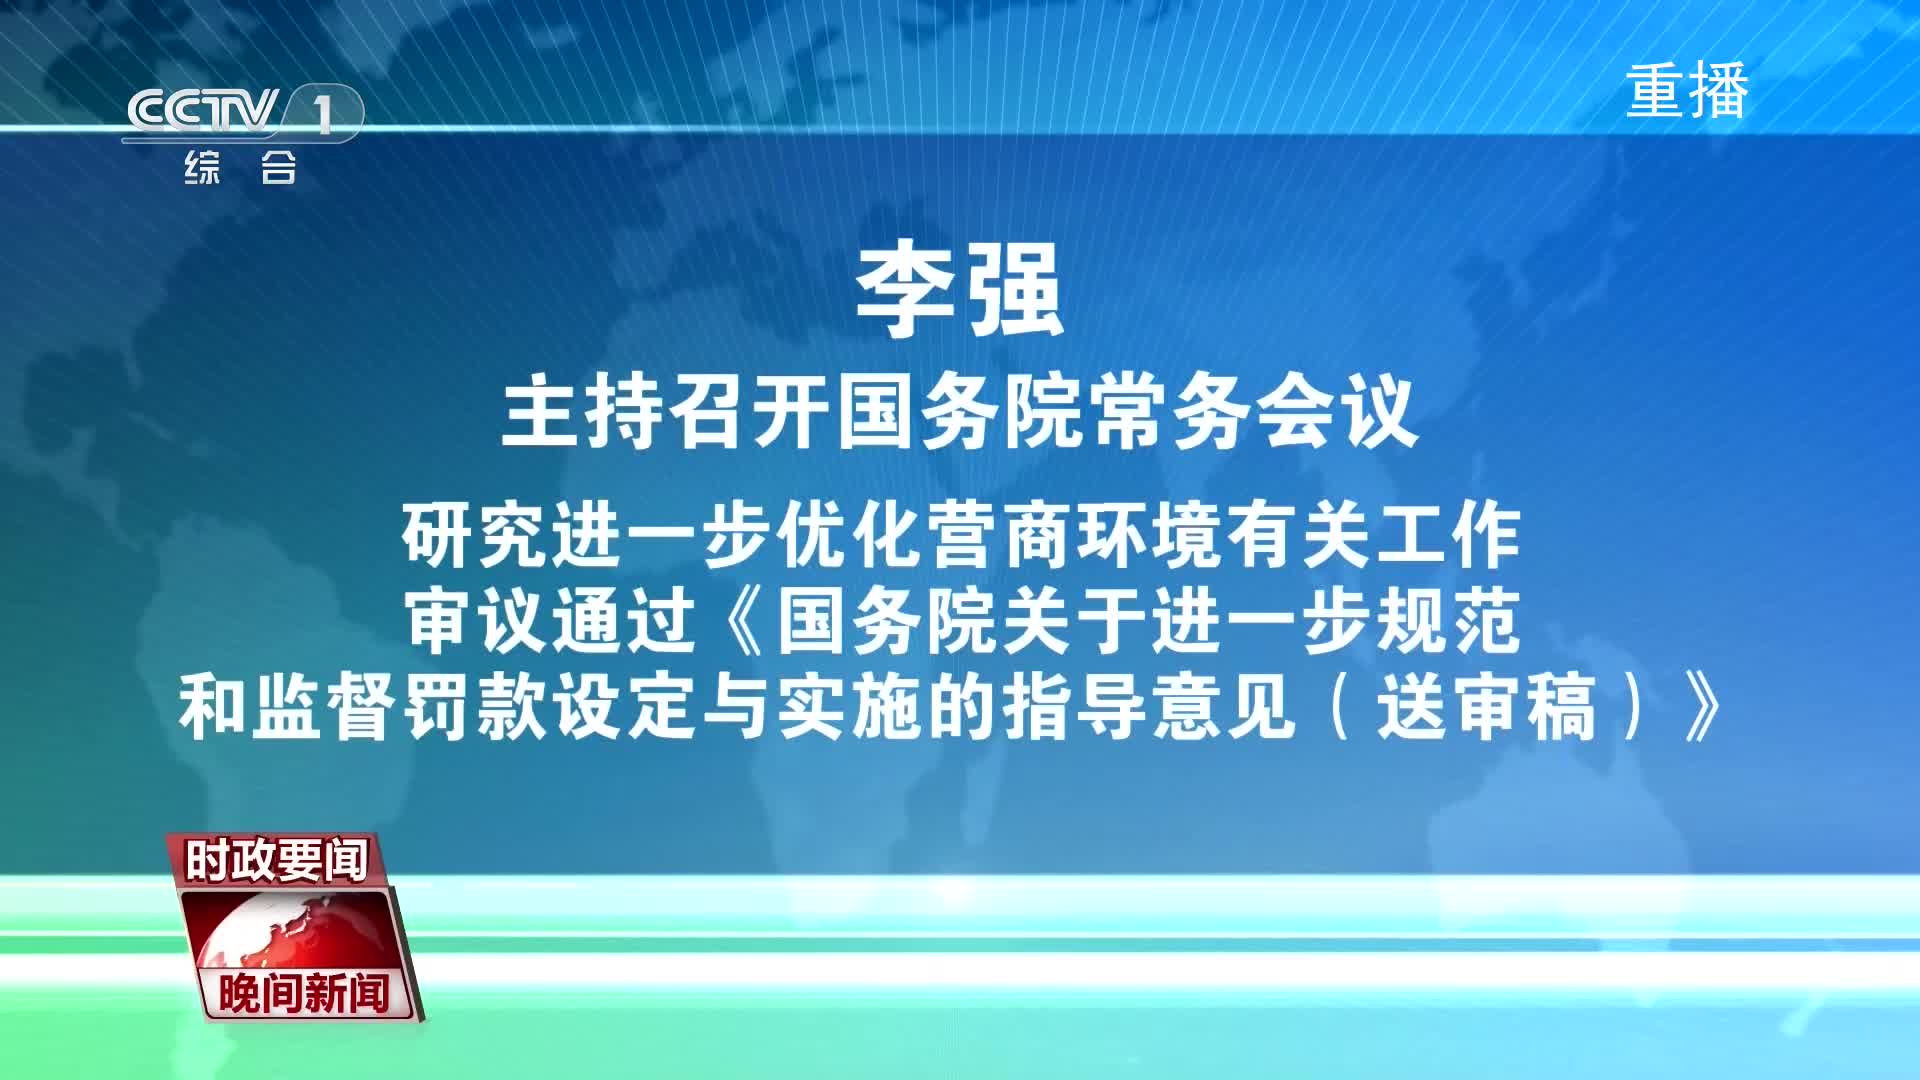 CCTV 1
综 合
重播
李强
主持召开国务院常务会议
研究进一步优化营商环境有关工作
审议通过《国务院关于进一步规范
和监督罚款设定与实施的指导意见（送审稿）》
时政要闻
晚间新闻